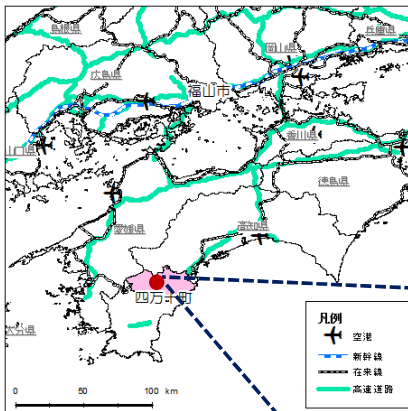 島根県
岡山県
兵庫県
広島県
福山市
山口県
香川県
徳島県
愛媛県
高知県
四万十町
大分県
凡例
空港
新幹線
在来線
高速道路
0 50 100 km